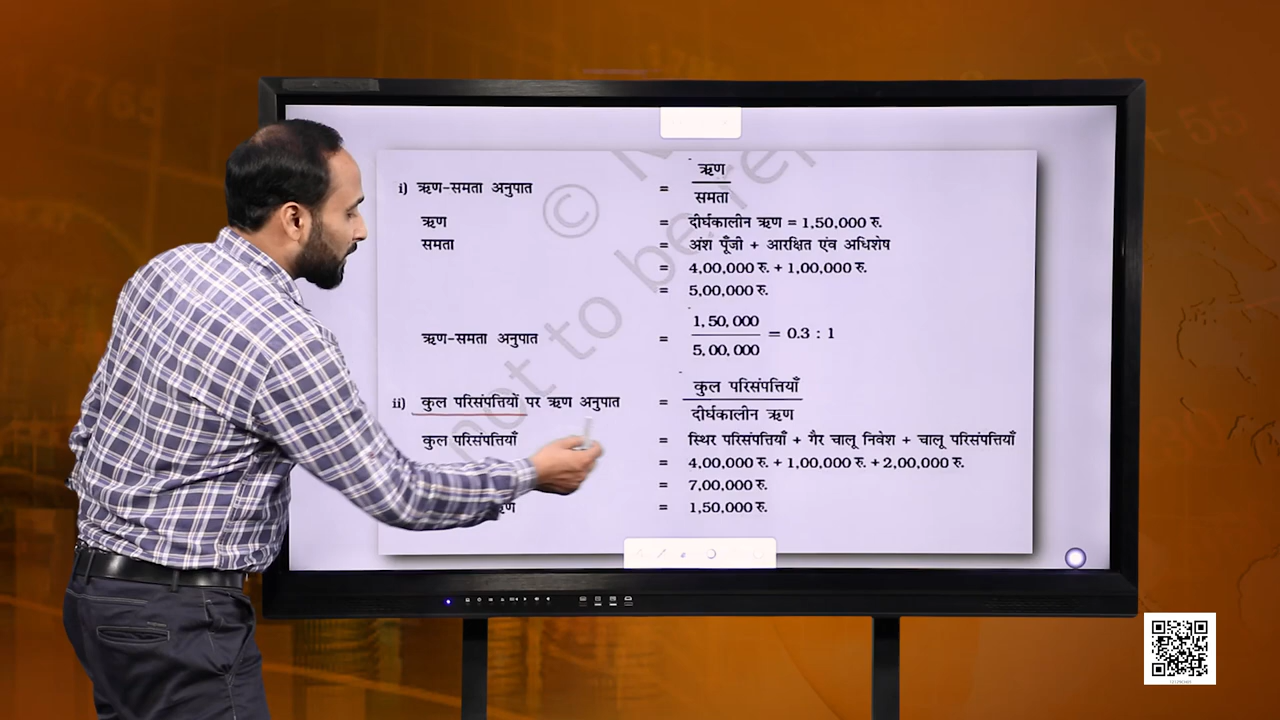 i) ऋण-समता अनुपात = ऋण / समता
ऋण = दीर्घकालीन ऋण = 1,50,000 रु.
समता = अंश पूँजी + आरक्षित एंव अधिशेष
= 4,00,000 रु. + 1,00,000 रु.
= 5,00,000 रु.
ऋण-समता अनुपात = 1,50,000 / 5,00,000 = 0.3 : 1
ii) कुल परिसंपत्तियों पर ऋण अनुपात = कुल परिसंपत्तियाँ / दीर्घकालीन ऋण
कुल परिसंपत्तियाँ = स्थिर परिसंपत्तियाँ + गैर चालू निवेश + चालू परिसंपत्तियाँ
= 4,00,000 रु. + 1,00,000 रु. + 2,00,000 रु.
= 7,00,000 रु.
= 1,50,000 रु.
© not to be